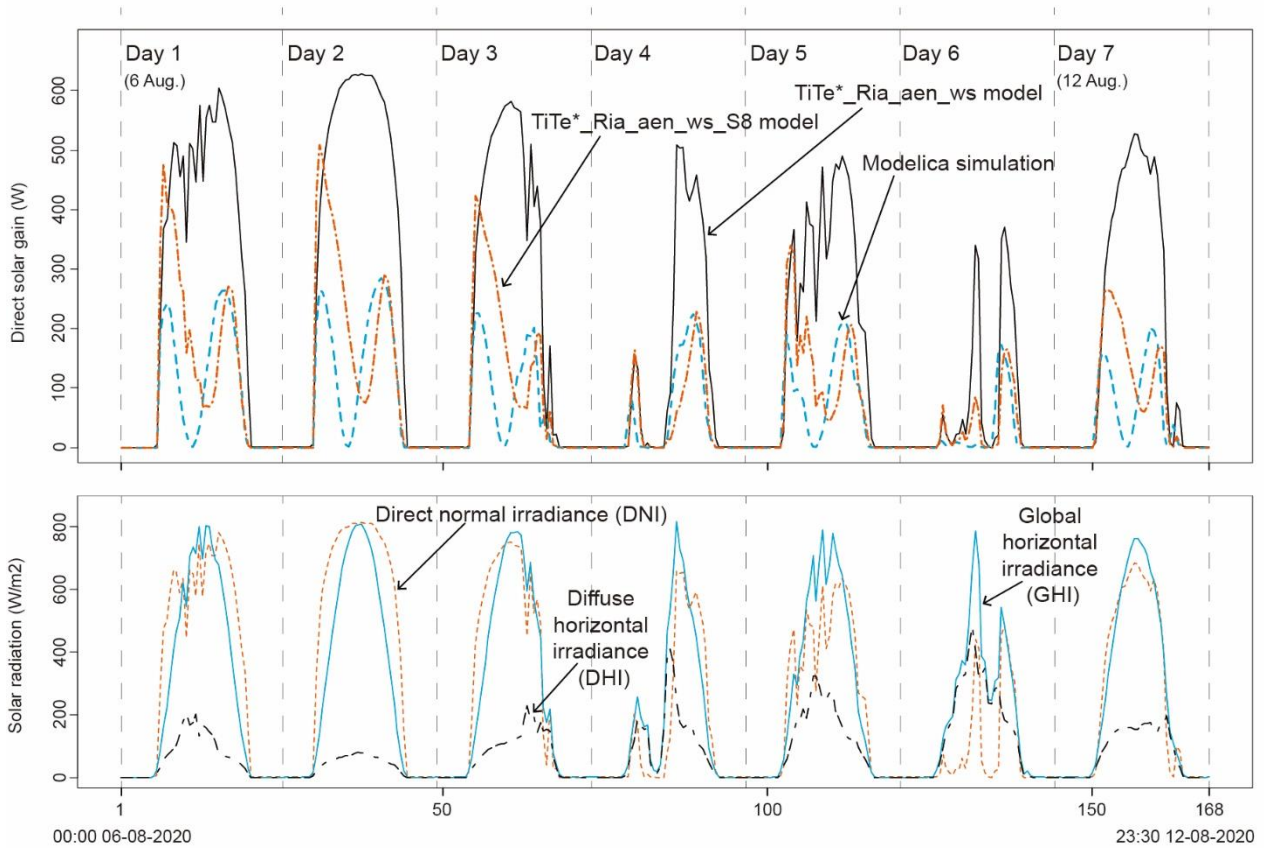 Day 1
(6 Aug.)
Day 2
Day 3
Day 4
Day 5
Day 6
Day 7
(12 Aug.)
TiTe*_Ria_aen_ws model
TiTe*_Ria_aen_ws_S8 model
Modelica simulation
Direct solar gain (W)
600
500
400
300
200
100
0
Direct normal irradiance (DNI)
Diffuse
horizontal
irradiance
(DHI)
Global
horizontal
irradiance
(GHI)
Solar radiation (W/m2)
800
600
400
200
0
1
50
100
150
168
00:00 06-08-2020
23:30 12-08-2020